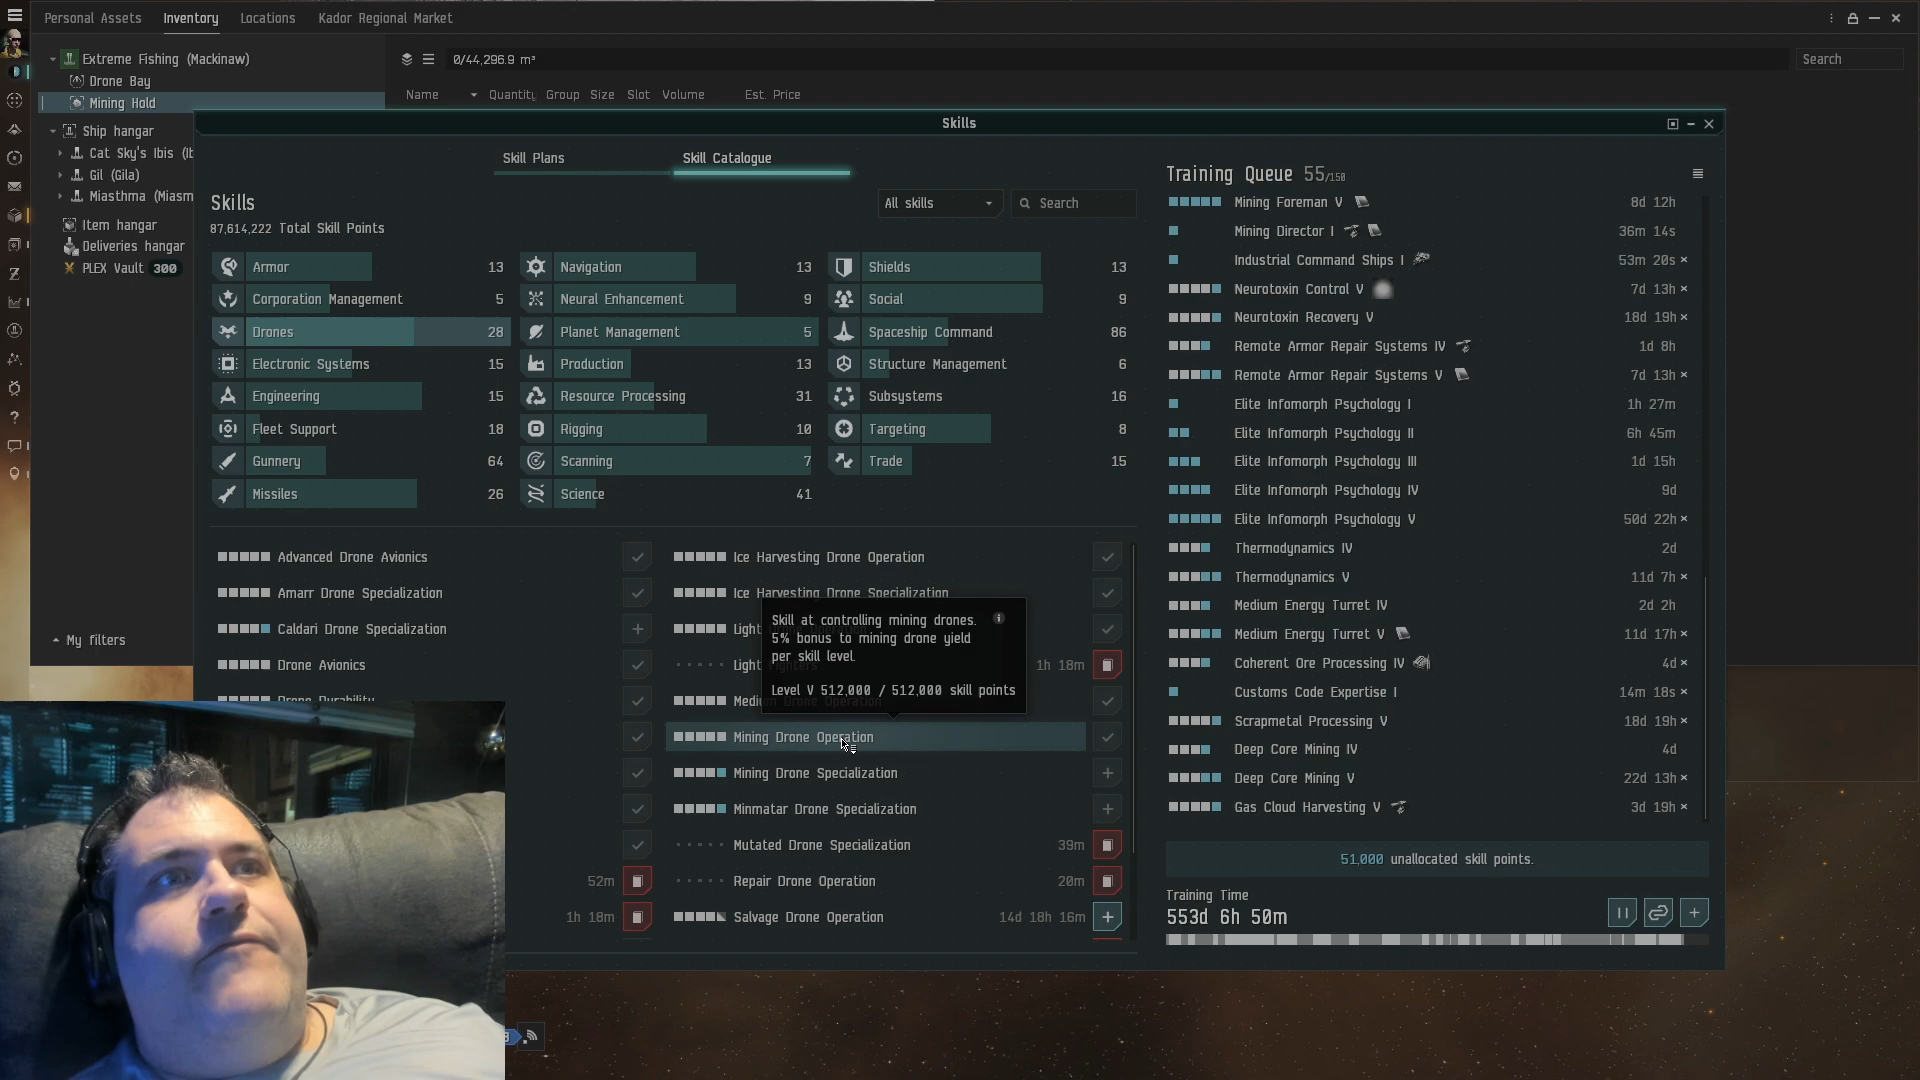 Personal Assets
Inventory
Locations
Kador Regional Market
Extreme Fishing (Mackinaw)
Drone Bay
Mining Hold
Ship hangar
Cat Sky's Ibis (Ib
Gil (Gila)
Miasthma (Miasm
Item hangar
Deliveries hangar
PLEX Vault 300
My filters
0/44,296.9 m³
Search
Name
Quantity
Group
Size
Slot
Volume
Est. Price
Skills
Skill Plans
Skill Catalogue
Skills
87,614,222 Total Skill Points
All skills
Search
Armor 13
Navigation 13
Shields 13
Corporation Management 5
Neural Enhancement 9
Social 9
Drones 28
Planet Management 5
Spaceship Command 86
Electronic Systems 15
Production 13
Structure Management 6
Engineering 15
Resource Processing 31
Subsystems 16
Fleet Support 18
Rigging 10
Targeting 8
Gunnery 64
Scanning 7
Trade 15
Missiles 26
Science 41
Advanced Drone Avionics
Ice Harvesting Drone Operation
Amarr Drone Specialization
Ice Harvesting Drone Specialization
Caldari Drone Specialization
Light
Drone Avionics
Light 1h 18m
Drone Durability
Skill at controlling mining drones.
5% bonus to mining drone yield
per skill level.
Level V 512,000 / 512,000 skill points
Mining Drone Operation
Mining Drone Specialization
Minmatar Drone Specialization
Mutated Drone Specialization 39m
52m
Repair Drone Operation 20m
1h 18m
Salvage Drone Operation 14d 18h 16m
Training Queue 55/150
Mining Foreman V 8d 12h
Mining Director I 36m 14s
Industrial Command Ships I 53m 20s
Neurotoxin Control V 7d 13h
Neurotoxin Recovery V 18d 19h
Remote Armor Repair Systems IV 1d 8h
Remote Armor Repair Systems V 7d 13h
Elite Infomorph Psychology I 1h 27m
Elite Infomorph Psychology II 6h 45m
Elite Infomorph Psychology III 1d 15h
Elite Infomorph Psychology IV 9d
Elite Infomorph Psychology V 50d 22h
Thermodynamics IV 2d
Thermodynamics V 11d 7h
Medium Energy Turret IV 2d 2h
Medium Energy Turret V 11d 17h
Coherent Ore Processing IV 4d
Customs Code Expertise I 14m 18s
Scrapmetal Processing V 18d 19h
Deep Core Mining IV 4d
Deep Core Mining V 22d 13h
Gas Cloud Harvesting V 3d 19h
51,000 unallocated skill points.
Training Time
553d 6h 50m